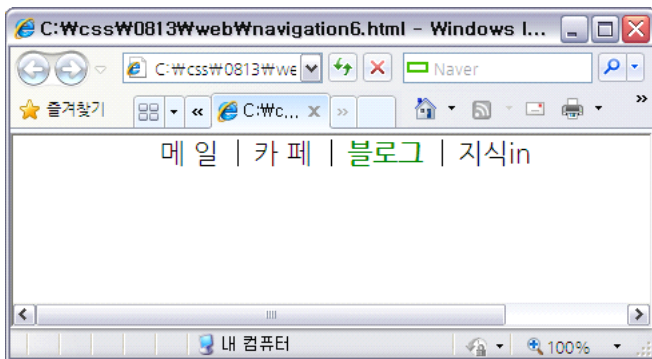 C:₩css₩0813₩web₩navigation6.html - Windows I...
C:₩css₩0813₩we
Naver
즐겨찾기
C:₩c...
메 일 | 카 페 | 블로그 | 지식in
내 컴퓨터
100%